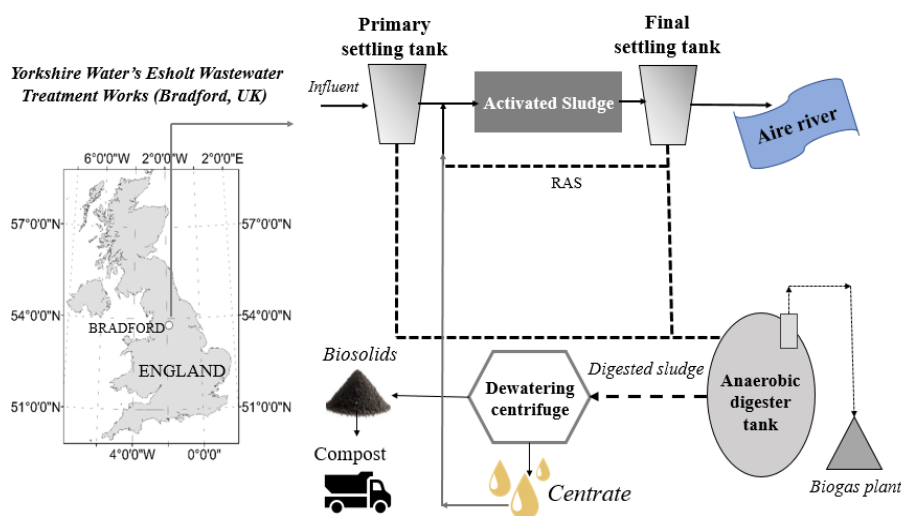 Yorkshire Water's Esholt Wastewater
Treatment Works (Bradford, UK)
6°0'0"W 2°0'0"W 2°0'0"E
57°0'0"N 57°0'0"N
54°0'0"N 54°0'0"N
BRADFORD
ENGLAND
51°0'0"N 51°0'0"N
4°0'0"W 0°0'0"
Primary
settling tank
Final
settling tank
Influent
Activated Sludge
Aire river
RAS
Biosolids
Dewatering
centrifuge
Digested sludge
Anaerobic
digester
tank
Compost
Centrate
Biogas plant